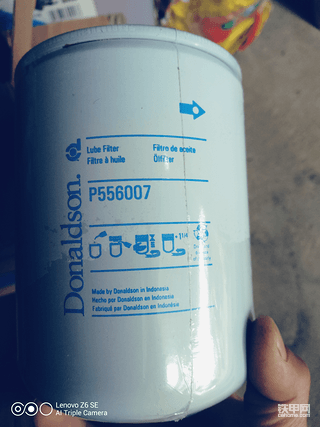 Donaldson.
Lube Filter
Filtre à huile
Filtro de aceite
Ölfilter
P556007
Made by Donaldson in Indonesia
Hecho por Donaldson en Indonesia
Fabriqué par Donaldson en Indonésie
Lenovo Z6 SE
AI Triple Camera
铁甲网